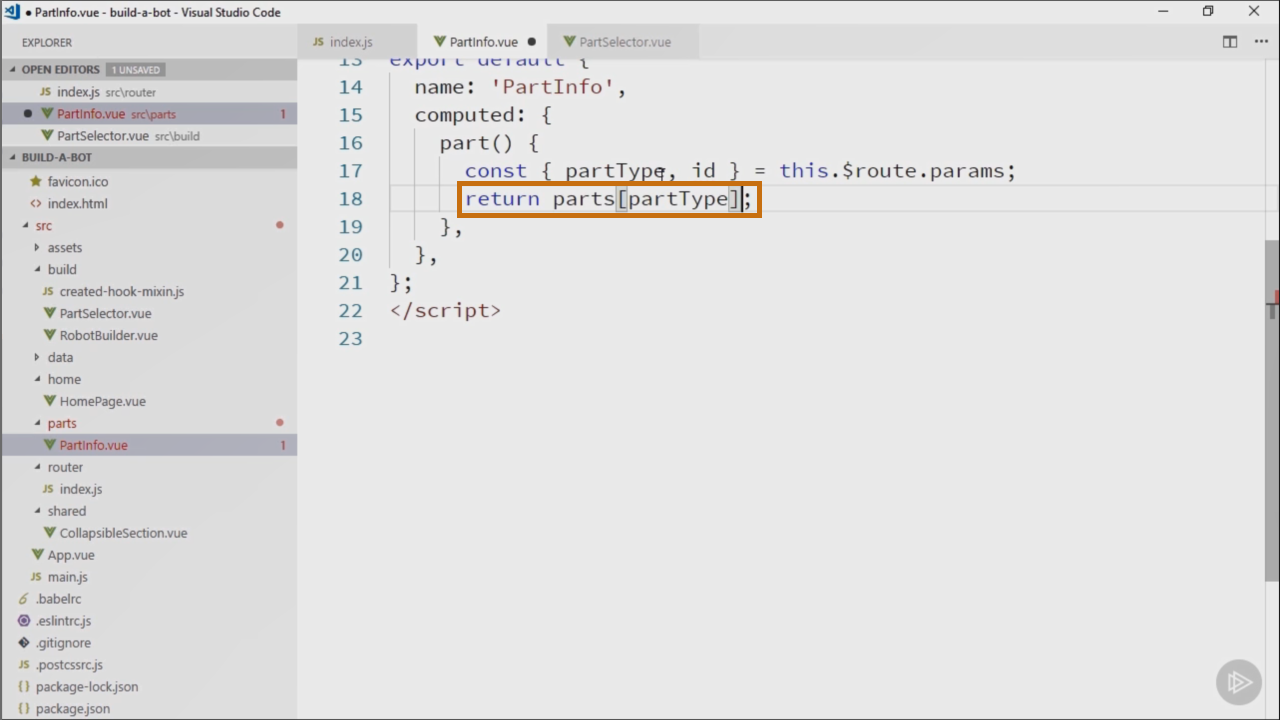 PartInfo.vue - build-a-bot - Visual Studio Code
EXPLORER
JS index.js
PartInfo.vue
PartSelector.vue
OPEN EDITORS 1 UNSAVED
JS index.js src\router
PartInfo.vue src\parts 1
PartSelector.vue src\build
BUILD-A-BOT
favicon.ico
<> index.html
src
assets
build
JS created-hook-mixin.js
PartSelector.vue
RobotBuilder.vue
data
home
HomePage.vue
parts
PartInfo.vue 1
router
JS index.js
shared
CollapsibleSection.vue
App.vue
JS main.js
.babelrc
.eslintrc.js
.gitignore
JS .postcssrc.js
{} package-lock.json
{} package.json
13 export default {
14 name: 'PartInfo',
15 computed: {
16 part() {
17 const { partType, id } = this.$route.params;
18 return parts[partType];
19 },
20 },
21 };
22 </script>
23